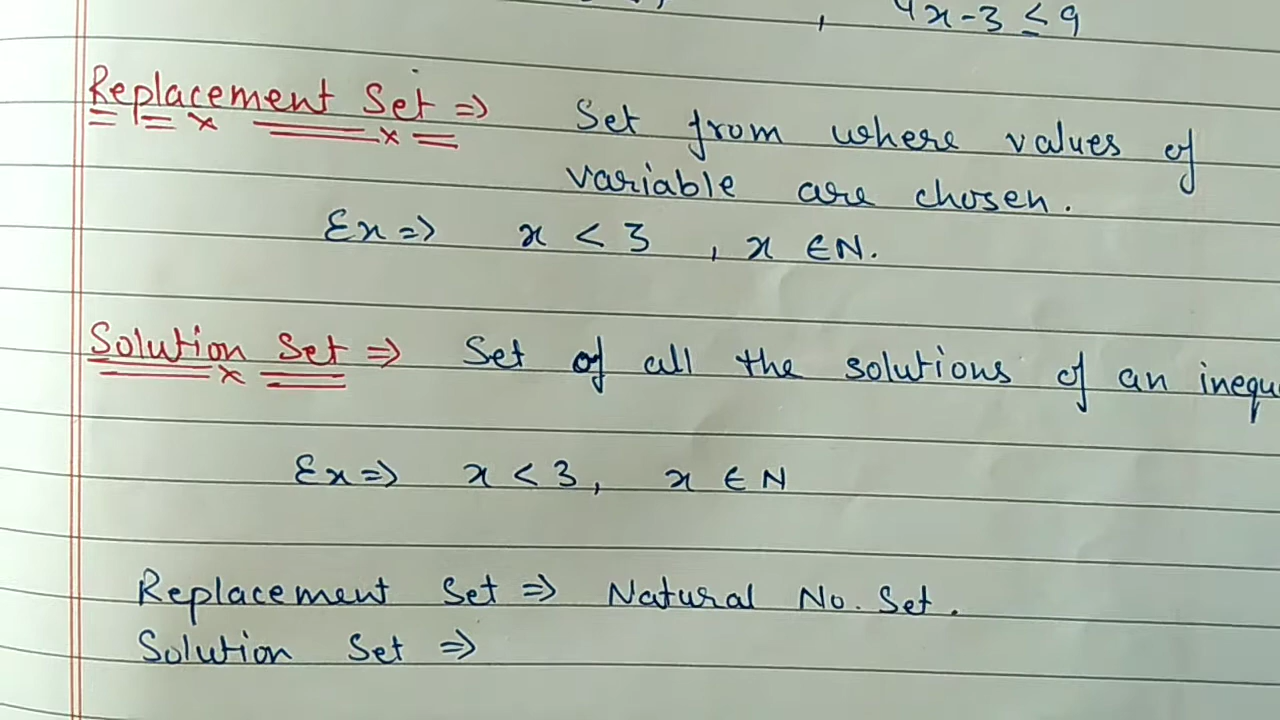 , 4x-3 ≤ 9
Replacement Set ⇒ Set from where values of
variable are chosen.
Ex ⇒ x < 3 , x ∈ N.
Solution Set ⇒ Set of all the solutions of an inequ
Ex ⇒ x < 3, x ∈ N
Replacement Set ⇒ Natural No. Set.
Solution Set ⇒